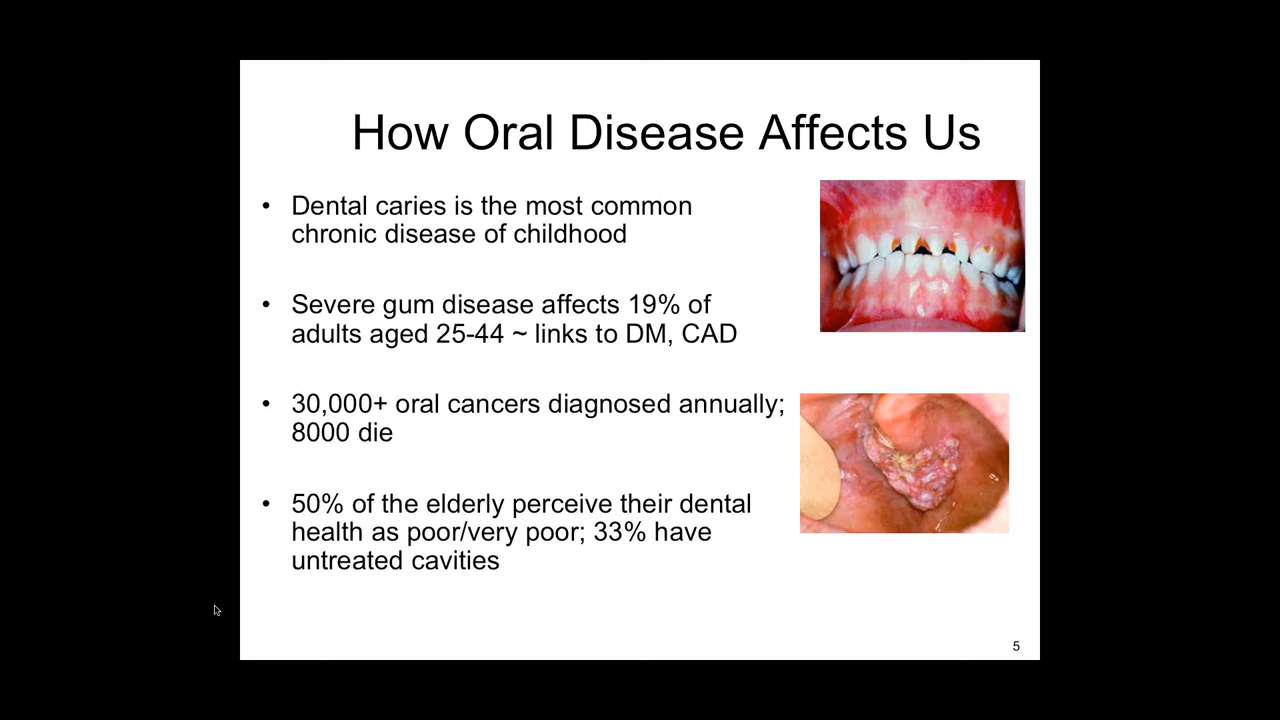 How Oral Disease Affects Us
• Dental caries is the most common
chronic disease of childhood
• Severe gum disease affects 19% of
adults aged 25-44 ~ links to DM, CAD
• 30,000+ oral cancers diagnosed annually;
8000 die
• 50% of the elderly perceive their dental
health as poor/very poor; 33% have
untreated cavities
5